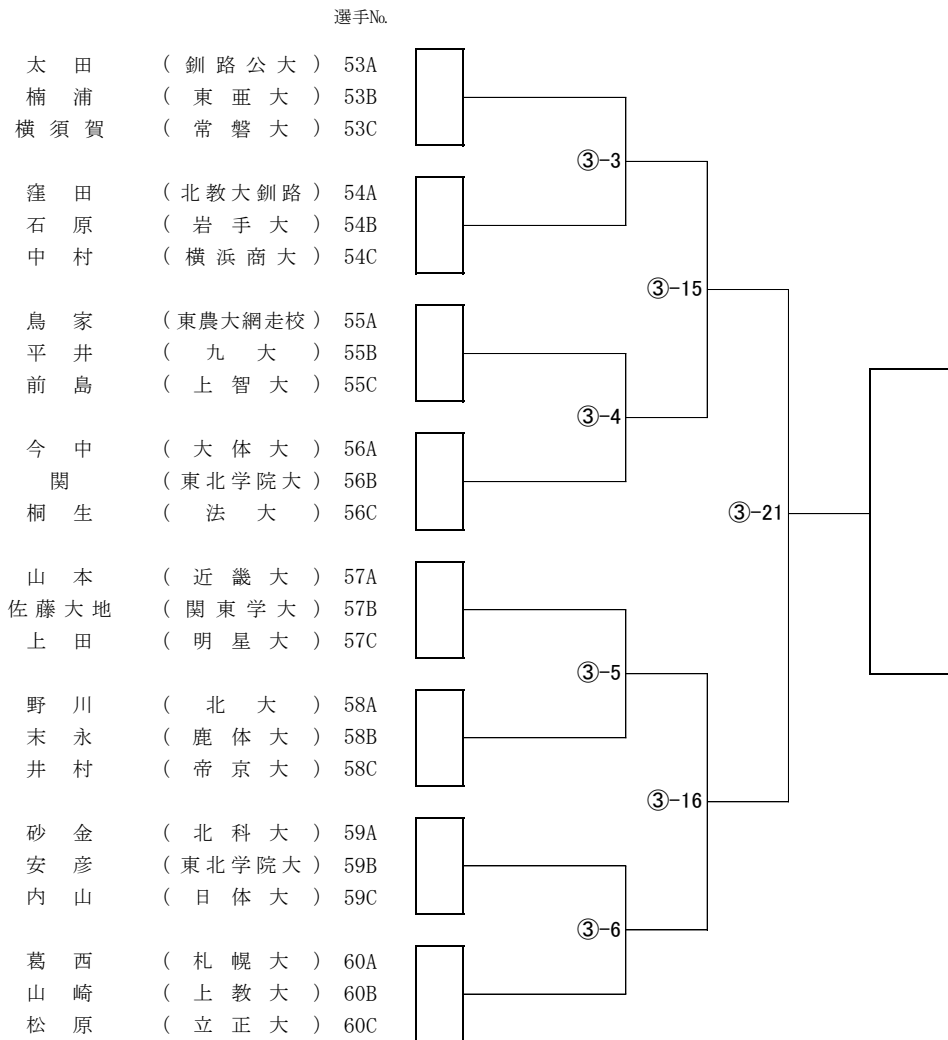 選手№
太田 (釧路公大) 53A
楠浦 (東亜大) 53B
横須賀 (常磐大) 53C
③-3
窪田 (北教大釧路) 54A
石原 (岩手大) 54B
中村 (横浜商大) 54C
③-15
鳥家 (東農大網走校) 55A
平井 (九大) 55B
前島 (上智大) 55C
③-4
今中 (大体大) 56A
関 (東北学院大) 56B
桐生 (法大) 56C
③-21
山本 (近畿大) 57A
佐藤大地 (関東学大) 57B
上田 (明星大) 57C
③-5
野川 (北大) 58A
末永 (鹿体大) 58B
井村 (帝京大) 58C
③-16
砂金 (北科大) 59A
安彦 (東北学院大) 59B
内山 (日体大) 59C
③-6
葛西 (札幌大) 60A
山崎 (上教大) 60B
松原 (立正大) 60C